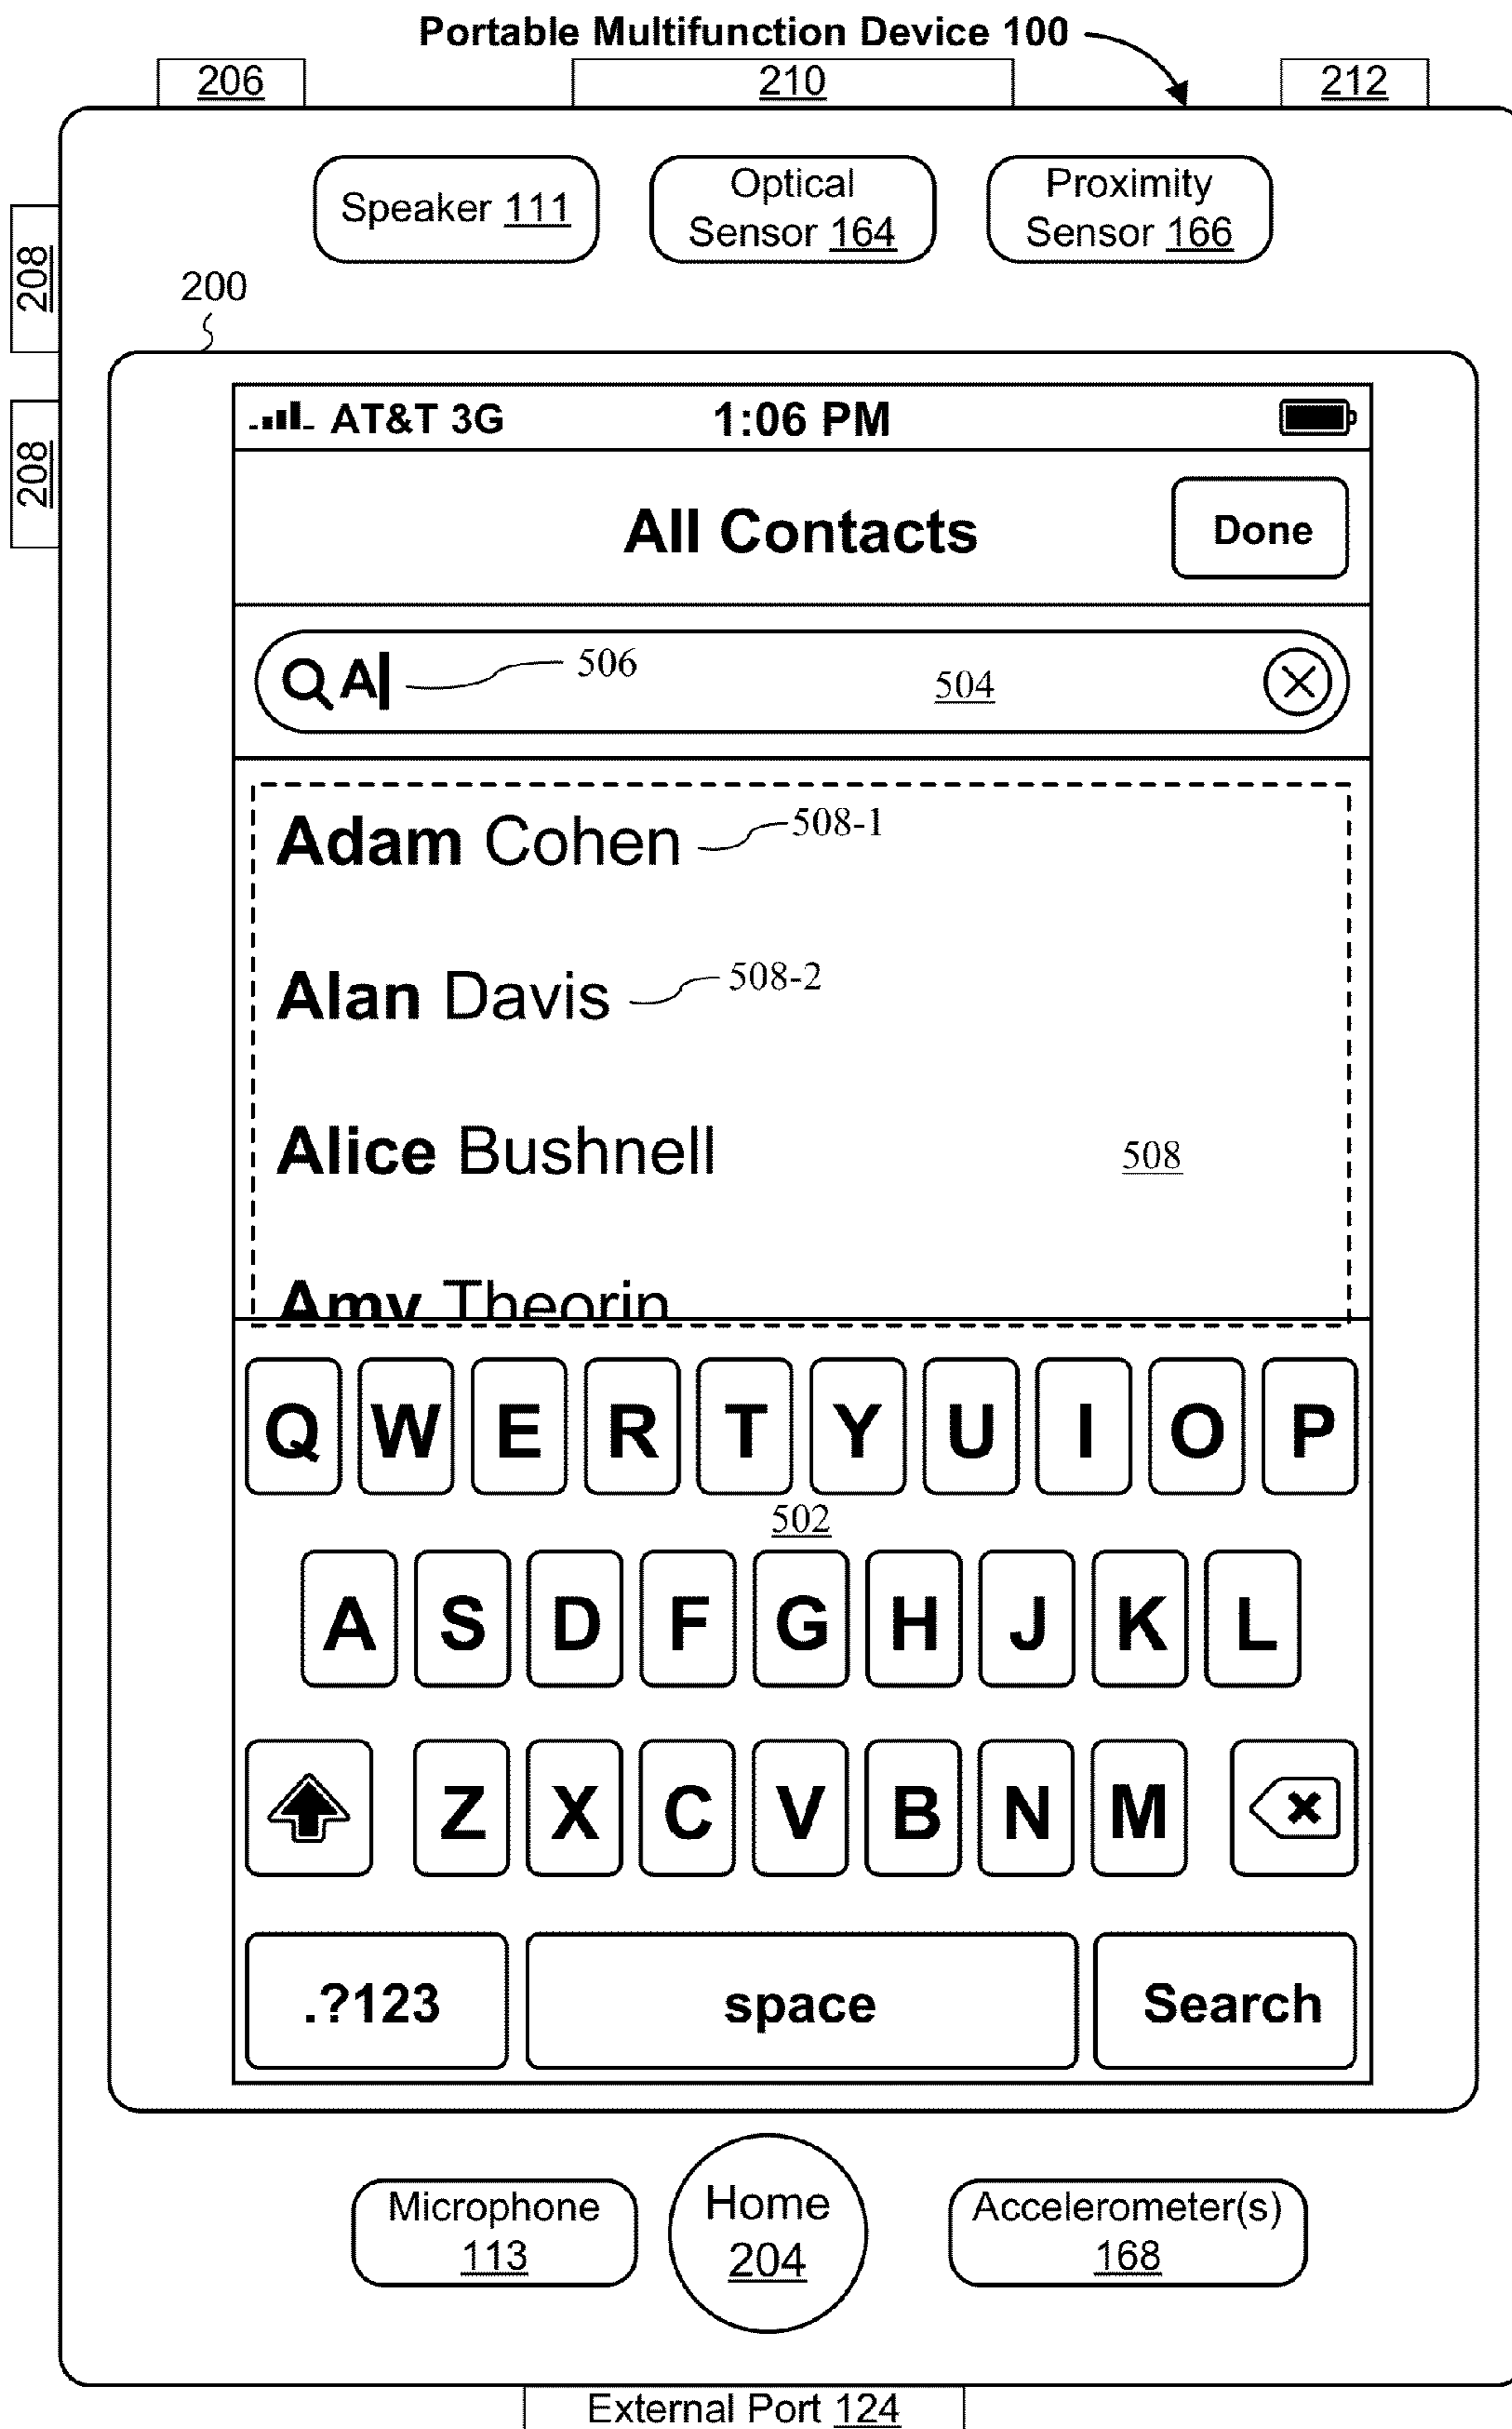 Portable Multifunction Device 100
206 210 212
Speaker 111
Optical
Sensor 164
Proximity
Sensor 166
208
200
208
AT&T 3G 1:06 PM
All Contacts Done
A 506 504
Adam Cohen 508-1
Alan Davis 508-2
Alice Bushnell 508
Amy Theorin
Q W E R T Y U I O P
502
A S D F G H J K L
Z X C V B N M
.?123 space Search
Microphone
113
Home
204
Accelerometer(s)
168
External Port 124